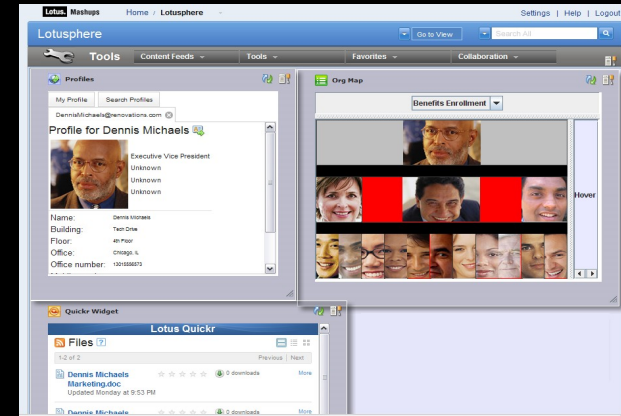 Lotus. Mashups
Home / Lotusphere
Settings | Help | Logout
Lotusphere
Go to View
Search All
Tools
Content Feeds
Tools
Favorites
Collaboration
Profiles
My Profile
Search Profiles
DennisMichaels@renovations.com
Profile for Dennis Michaels
Executive Vice President
Unknown
Unknown
Unknown
Name: Dennis Michaels
Building: Tech Drive
Floor: 4th Floor
Office: Chicago, IL
Office number: 13015558573
Org Map
Benefits Enrollment
Hover
Quickr Widget
Lotus Quickr
Files ?
1-2 of 2
Previous | Next
Dennis Michaels
Marketing.doc
0 downloads
More
Updated Monday at 9:53 PM
Dennis Michaels
0 downloads
More